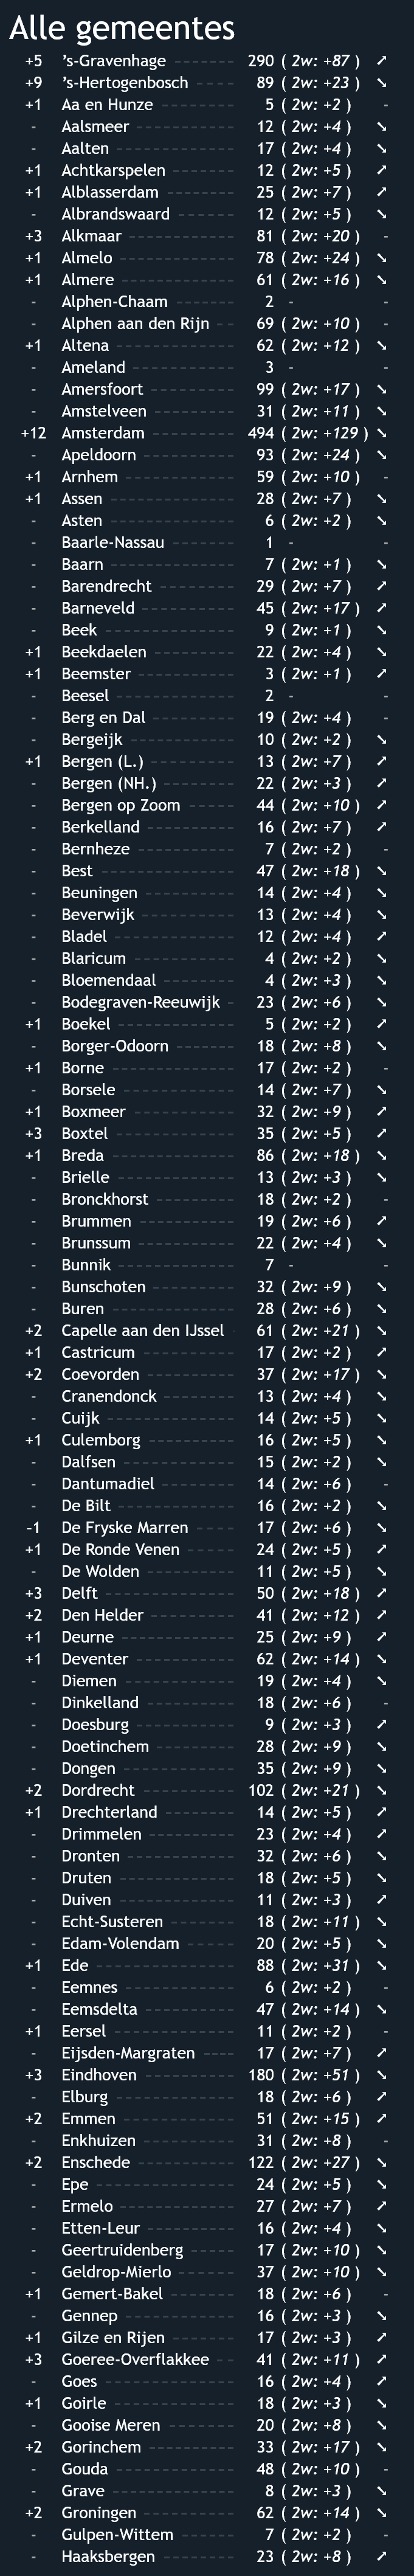 Alle gemeentes
+5 's-Gravenhage 290 ( 2w: +87 ) ➚
+9 's-Hertogenbosch 89 ( 2w: +23 ) ➘
+1 Aa en Hunze 5 ( 2w: +2 ) -
- Aalsmeer 12 ( 2w: +4 ) ➘
- Aalten 17 ( 2w: +4 ) ➘
+1 Achtkarspelen 12 ( 2w: +5 ) ➚
+1 Alblasserdam 25 ( 2w: +7 ) ➚
- Albrandswaard 12 ( 2w: +5 ) ➘
+3 Alkmaar 81 ( 2w: +20 ) -
+1 Almelo 78 ( 2w: +24 ) ➘
+1 Almere 61 ( 2w: +16 ) ➘
- Alphen-Chaam 2 - -
- Alphen aan den Rijn 69 ( 2w: +10 ) -
+1 Altena 62 ( 2w: +12 ) ➘
- Ameland 3 - -
- Amersfoort 99 ( 2w: +17 ) ➘
- Amstelveen 31 ( 2w: +11 ) ➘
+12 Amsterdam 494 ( 2w: +129 ) ➘
- Apeldoorn 93 ( 2w: +24 ) ➘
+1 Arnhem 59 ( 2w: +10 ) -
+1 Assen 28 ( 2w: +7 ) ➘
- Asten 6 ( 2w: +2 ) ➘
- Baarle-Nassau 1 - -
- Baarn 7 ( 2w: +1 ) ➘
- Barendrecht 29 ( 2w: +7 ) ➚
- Barneveld 45 ( 2w: +17 ) ➚
- Beek 9 ( 2w: +1 ) ➘
+1 Beekdaelen 22 ( 2w: +4 ) ➘
+1 Beemster 3 ( 2w: +1 ) ➚
- Beesel 2 - -
- Berg en Dal 19 ( 2w: +4 ) -
- Bergeijk 10 ( 2w: +2 ) ➘
+1 Bergen (L.) 13 ( 2w: +7 ) ➚
- Bergen (NH.) 22 ( 2w: +3 ) ➚
- Bergen op Zoom 44 ( 2w: +10 ) ➚
- Berkelland 16 ( 2w: +7 ) ➚
- Bernheze 7 ( 2w: +2 ) -
- Best 47 ( 2w: +18 ) ➘
- Beuningen 14 ( 2w: +4 ) ➘
- Beverwijk 13 ( 2w: +4 ) ➘
- Bladel 12 ( 2w: +4 ) ➚
- Blaricum 4 ( 2w: +2 ) ➘
- Bloemendaal 4 ( 2w: +3 ) ➘
- Bodegraven-Reeuwijk 23 ( 2w: +6 ) ➘
+1 Boekel 5 ( 2w: +2 ) ➚
- Borger-Odoorn 18 ( 2w: +8 ) ➘
+1 Borne 17 ( 2w: +2 ) -
- Borsele 14 ( 2w: +7 ) ➘
+1 Boxmeer 32 ( 2w: +9 ) ➚
+3 Boxtel 35 ( 2w: +5 ) ➚
+1 Breda 86 ( 2w: +18 ) ➘
- Brielle 13 ( 2w: +3 ) ➘
- Bronckhorst 18 ( 2w: +2 ) -
- Brummen 19 ( 2w: +6 ) ➚
- Brunssum 22 ( 2w: +4 ) ➘
- Bunnik 7 - -
- Bunschoten 32 ( 2w: +9 ) ➘
- Buren 28 ( 2w: +6 ) ➘
+2 Capelle aan den IJssel 61 ( 2w: +21 ) ➘
+1 Castricum 17 ( 2w: +2 ) ➚
+2 Coevorden 37 ( 2w: +17 ) ➘
- Cranendonck 13 ( 2w: +4 ) ➘
- Cuijk 14 ( 2w: +5 ) ➘
+1 Culemborg 16 ( 2w: +5 ) ➘
- Dalfsen 15 ( 2w: +2 ) ➘
- Dantumadiel 14 ( 2w: +6 ) -
- De Bilt 16 ( 2w: +2 ) ➘
-1 De Fryske Marren 17 ( 2w: +6 ) ➘
+1 De Ronde Venen 24 ( 2w: +5 ) ➚
- De Wolden 11 ( 2w: +5 ) ➘
+3 Delft 50 ( 2w: +18 ) ➚
+2 Den Helder 41 ( 2w: +12 ) ➚
+1 Deurne 25 ( 2w: +9 ) ➚
+1 Deventer 62 ( 2w: +14 ) ➘
- Diemen 19 ( 2w: +4 ) ➘
- Dinkelland 18 ( 2w: +6 ) -
- Doesburg 9 ( 2w: +3 ) ➚
- Doetinchem 28 ( 2w: +9 ) ➘
- Dongen 35 ( 2w: +9 ) ➘
+2 Dordrecht 102 ( 2w: +21 ) ➘
+1 Drechterland 14 ( 2w: +5 ) ➚
- Drimmelen 23 ( 2w: +4 ) ➚
- Dronten 32 ( 2w: +6 ) ➘
- Druten 18 ( 2w: +5 ) ➘
- Duiven 11 ( 2w: +3 ) ➚
- Echt-Susteren 18 ( 2w: +11 ) ➘
- Edam-Volendam 20 ( 2w: +5 ) ➘
+1 Ede 88 ( 2w: +31 ) ➘
- Eemnes 6 ( 2w: +2 ) -
- Eemsdelta 47 ( 2w: +14 ) ➘
+1 Eersel 11 ( 2w: +2 ) -
- Eijsden-Margraten 17 ( 2w: +7 ) ➚
+3 Eindhoven 180 ( 2w: +51 ) ➘
- Elburg 18 ( 2w: +6 ) ➚
+2 Emmen 51 ( 2w: +15 ) ➚
- Enkhuizen 31 ( 2w: +8 ) -
+2 Enschede 122 ( 2w: +27 ) ➘
- Epe 24 ( 2w: +5 ) ➘
- Ermelo 27 ( 2w: +7 ) ➚
- Etten-Leur 16 ( 2w: +4 ) ➘
- Geertruidenberg 17 ( 2w: +10 ) ➘
- Geldrop-Mierlo 37 ( 2w: +10 ) ➘
+1 Gemert-Bakel 18 ( 2w: +6 ) -
- Gennep 16 ( 2w: +3 ) ➘
+1 Gilze en Rijen 17 ( 2w: +3 ) ➚
+3 Goeree-Overflakkee 41 ( 2w: +11 ) ➚
- Goes 16 ( 2w: +4 ) ➚
+1 Goirle 18 ( 2w: +3 ) ➘
- Gooise Meren 20 ( 2w: +8 ) ➘
+2 Gorinchem 33 ( 2w: +17 ) ➘
- Gouda 48 ( 2w: +10 ) -
- Grave 8 ( 2w: +3 ) ➘
+2 Groningen 62 ( 2w: +14 ) ➘
- Gulpen-Wittem 7 ( 2w: +2 ) -
- Haaksbergen 23 ( 2w: +8 ) ➚